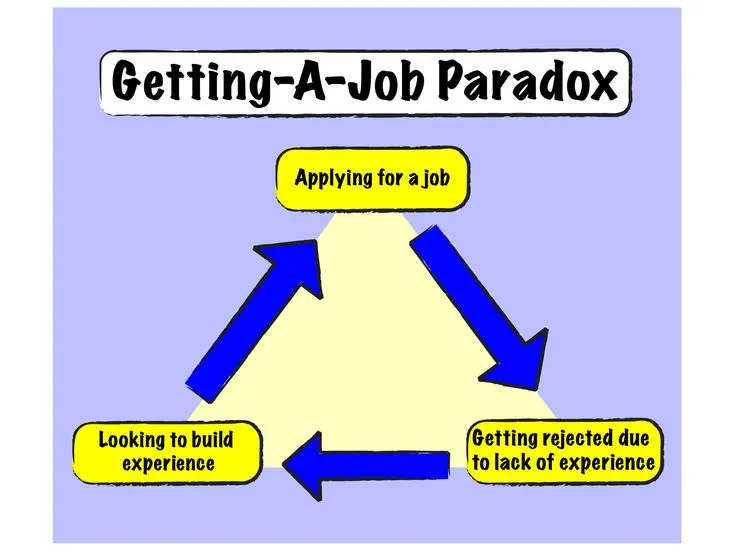 Getting-A-Job Paradox
Applying for a job
Looking to build
experience
Getting rejected due
to lack of experience